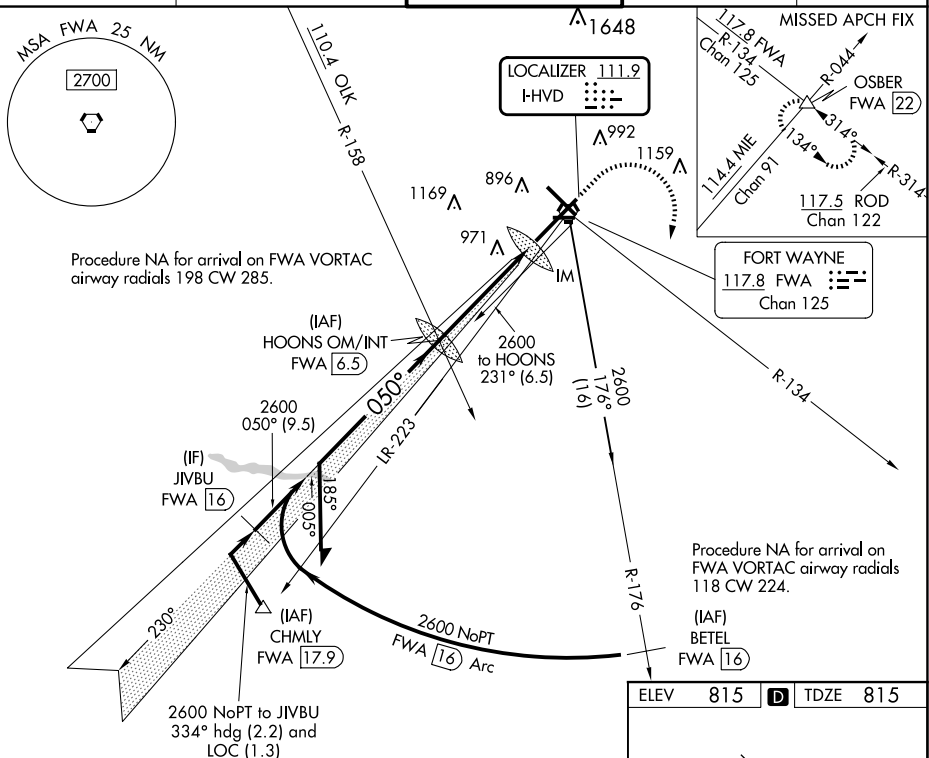 MSA FWA 25 NM
2700
110.4 OLK
R-158
1648
LOCALIZER 111.9
I-HVD
992
1159
896
1169
971
IM
MISSED APCH FIX
117.8 FWA
R-134
Chan 125
R-044
OSBER
FWA 22
314°
134°
R-314
114.4 MIE
Chan 91
117.5 ROD
Chan 122
FORT WAYNE
117.8 FWA
Chan 125
Procedure NA for arrival on FWA VORTAC
airway radials 198 CW 285.
(IAF)
HOONS OM/INT
FWA 6.5
2600
to HOONS
231° (6.5)
2600
176°
(16)
R-134
050°
LR-223
2600
050° (9.5)
(IF)
JIVBU
FWA 16
185°
005°
230°
(IAF)
CHMLY
FWA 17.9
2600 NoPT
FWA 16 Arc
R-176
Procedure NA for arrival on
FWA VORTAC airway radials
118 CW 224.
(IAF)
BETEL
FWA 16
2600 NoPT to JIVBU
334° hdg (2.2) and
LOC (1.3)
ELEV 815 D TDZE 815